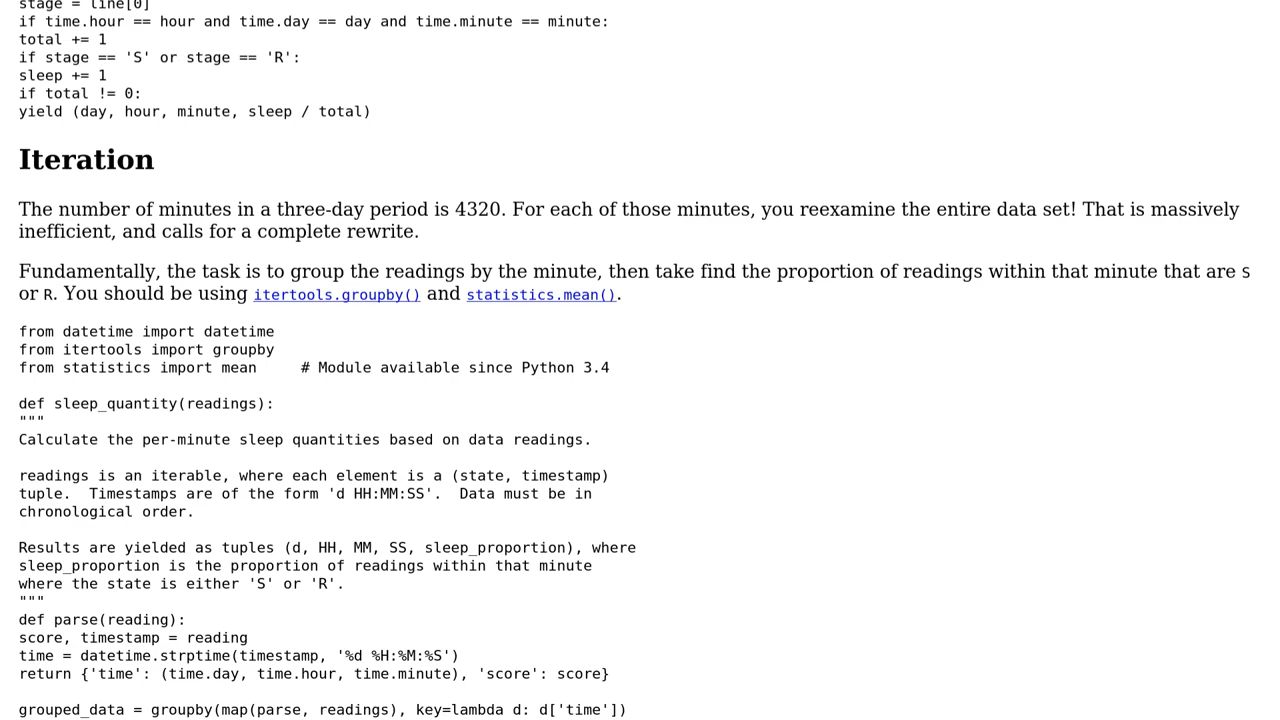 stage = line[0]
if time.hour == hour and time.day == day and time.minute == minute:
total += 1
if stage == 'S' or stage == 'R':
sleep += 1
if total != 0:
yield (day, hour, minute, sleep / total)
Iteration
The number of minutes in a three-day period is 4320. For each of those minutes, you reexamine the entire data set! That is massively
inefficient, and calls for a complete rewrite.
Fundamentally, the task is to group the readings by the minute, then take find the proportion of readings within that minute that are S
or R. You should be using itertools.groupby() and statistics.mean().
from datetime import datetime
from itertools import groupby
from statistics import mean     # Module available since Python 3.4
def sleep_quantity(readings):
"""
Calculate the per-minute sleep quantities based on data readings.
readings is an iterable, where each element is a (state, timestamp)
tuple.  Timestamps are of the form 'd HH:MM:SS'.  Data must be in
chronological order.
Results are yielded as tuples (d, HH, MM, SS, sleep_proportion), where
sleep_proportion is the proportion of readings within that minute
where the state is either 'S' or 'R'.
"""
def parse(reading):
score, timestamp = reading
time = datetime.strptime(timestamp, '%d %H:%M:%S')
return {'time': (time.day, time.hour, time.minute), 'score': score}
grouped_data = groupby(map(parse, readings), key=lambda d: d['time'])